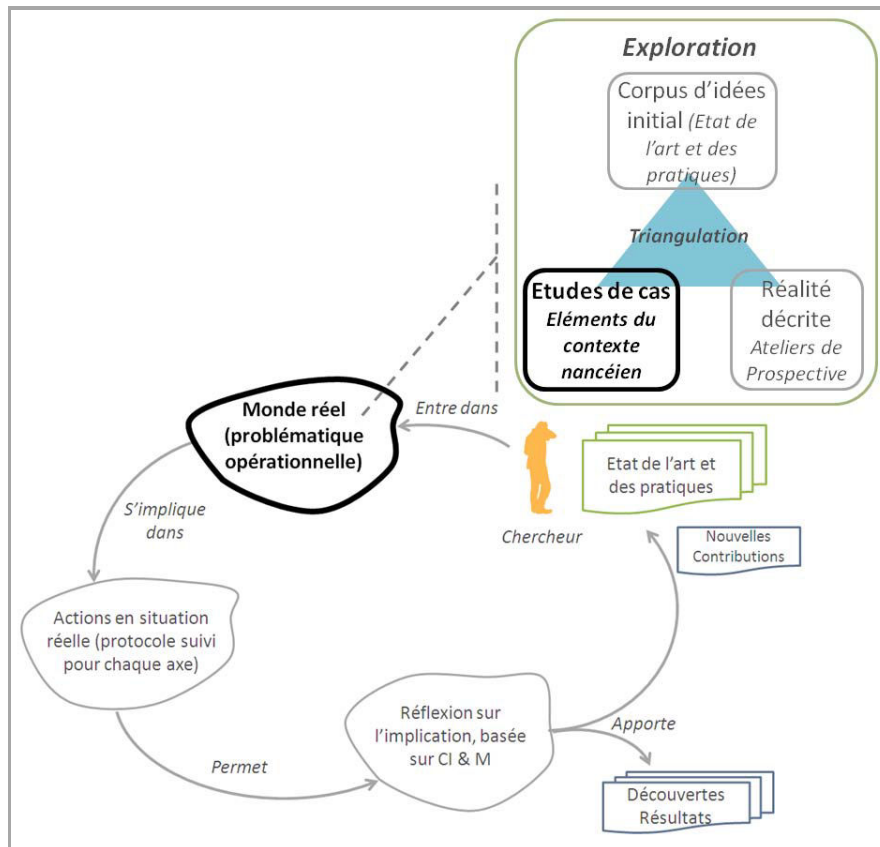 Exploration
Corpus d'idées
initial (Etat de
l'art et des
pratiques)
Triangulation
Etudes de cas
Eléments du
contexte
nancéien
Réalité
décrite
Ateliers de
Prospective
Monde réel
(problématique
opérationnelle)
Entre dans
Chercheur
Etat de l'art et
des pratiques
Nouvelles
Contributions
S'implique
dans
Actions en situation
réelle (protocole suivi
pour chaque axe)
Permet
Réflexion sur
l'implication, basée
sur CI & M
Apporte
Découvertes
Résultats